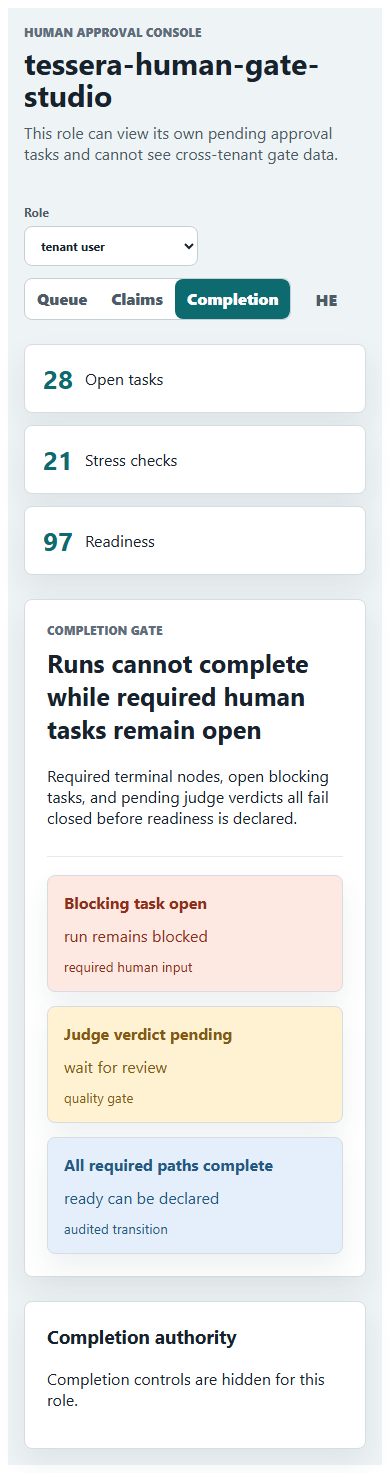 HUMAN APPROVAL CONSOLE
tessera-human-gate-
studio
This role can view its own pending approval
tasks and cannot see cross-tenant gate data.
Role
tenant user
Queue Claims Completion HE
28 Open tasks
21 Stress checks
97 Readiness
COMPLETION GATE
Runs cannot complete
while required human
tasks remain open
Required terminal nodes, open blocking
tasks, and pending judge verdicts all fail
closed before readiness is declared.
Blocking task open
run remains blocked
required human input
Judge verdict pending
wait for review
quality gate
All required paths complete
ready can be declared
audited transition
Completion authority
Completion controls are hidden for this
role.